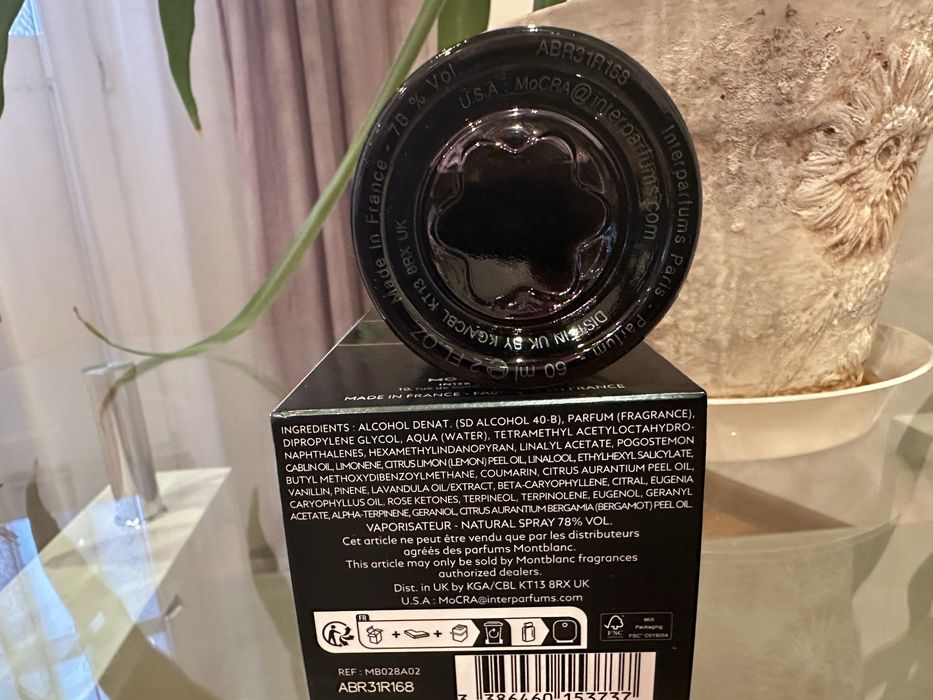 ABR31R168
Interparfums Paris - Parfum - 60 ml ℮ 2 FL.OZ
Made in France - 78 % Vol
U.S.A : MoCRA@interparfums.com
DIST. IN UK BY KGA/CBL KT13 8RX UK
MADE IN FRANCE - FABRIQUÉ EN FRANCE
INGREDIENTS : ALCOHOL DENAT. (SD ALCOHOL 40-B), PARFUM (FRAGRANCE),
DIPROPYLENE GLYCOL, AQUA (WATER), TETRAMETHYL ACETYLOCTAHYDRO-
NAPHTHALENES, HEXAMETHYLINDANOPYRAN, LINALYL ACETATE, POGOSTEMON
CABLIN OIL, LIMONENE, CITRUS LIMON (LEMON) PEEL OIL, LINALOOL, ETHYLHEXYL SALICYLATE,
BUTYL METHOXYDIBENZOYLMETHANE, COUMARIN, CITRUS AURANTIUM PEEL OIL,
VANILLIN, PINENE, LAVANDULA OIL/EXTRACT, BETA-CARYOPHYLLENE, CITRAL, EUGENIA
CARYOPHYLLUS OIL, ROSE KETONES, TERPINEOL, TERPINOLENE, EUGENOL, GERANYL
ACETATE, ALPHA-TERPINENE, GERANIOL, CITRUS AURANTIUM BERGAMIA (BERGAMOT) PEEL OIL.
VAPORISATEUR - NATURAL SPRAY 78% VOL.
Cet article ne peut être vendu que par les distributeurs
agréés des parfums Montblanc.
This article may only be sold by Montblanc fragrances
authorized dealers.
Dist. in UK by KGA/CBL KT13 8RX UK
U.S.A : MoCRA@interparfums.com
FR
FSC
MIX
Packaging
FSC® C019054
REF : MB028A02
ABR31R168
3 386460 153737